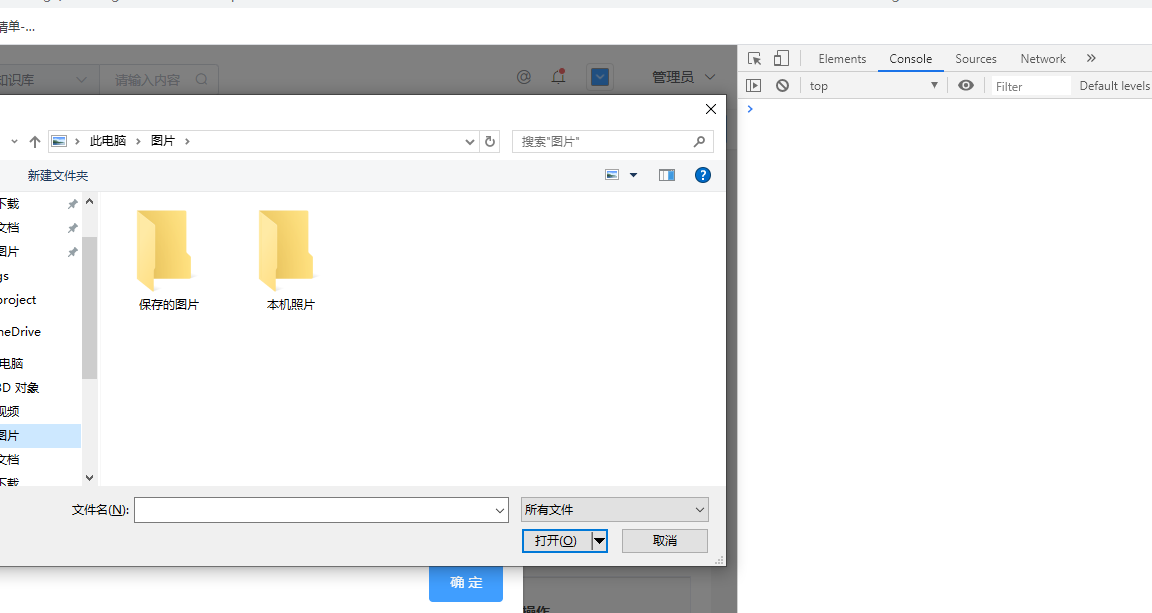 清单-...
知识库 请输入内容 管理员
Elements Console Sources Network »
top Filter Default levels
此电脑 › 图片 ›
搜索"图片"
新建文件夹
下载
文档
图片
gs
project
neDrive
电脑
3D 对象
视频
图片
文档
下载
保存的图片 本机照片
文件名(N): 所有文件
打开(O) 取消
确 定
操作